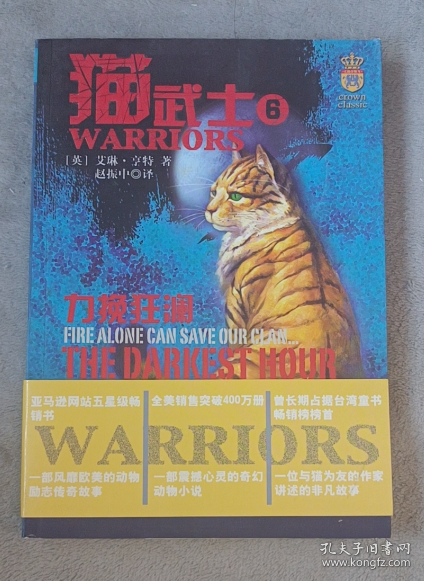 猫武士6
WARRIORS
crown
classic
[英] 艾琳·亨特 著
赵振中◎译
力挽狂澜
FIRE ALONE CAN SAVE OUR CLAN...
THE DARKEST HOUR
亚马逊网站五星级畅
销书
全美销售突破400万册
曾长期占据台湾童书
畅销榜榜首
WARRIORS
一部风靡欧美的动物
励志传奇故事
一部震撼心灵的奇幻
动物小说
一位与猫为友的作家
讲述的非凡故事
孔夫子旧书网
kongfz.com